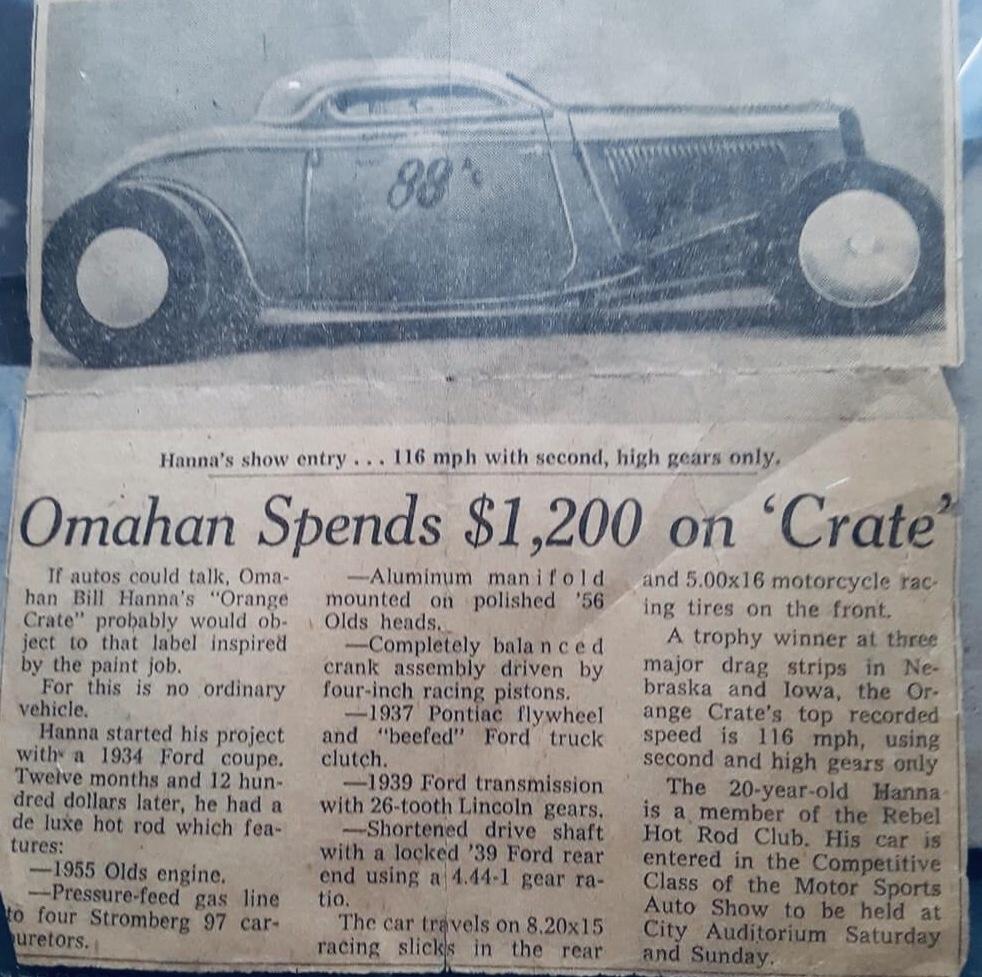 88 A/C
Hanna's show entry . . . 116 mph with second, high gears only.
Omahan Spends $1,200 on 'Crate'
If autos could talk, Oma-
han Bill Hanna's "Orange
Crate" probably would ob-
ject to that label inspired
by the paint job.
For this is no ordinary
vehicle.
Hanna started his project
with a 1934 Ford coupe.
Twelve months and 12 hun-
dred dollars later, he had a
de luxe hot rod which fea-
tures:
—1955 Olds engine.
—Pressure-feed gas line
to four Stromberg 97 car-
buretors.
—Aluminum manifold
mounted on polished '56
Olds heads.
—Completely balanced
crank assembly driven by
four-inch racing pistons.
—1937 Pontiac flywheel
and "beefed" Ford truck
clutch.
—1939 Ford transmission
with 26-tooth Lincoln gears.
—Shortened drive shaft
with a locked '39 Ford rear
end using a 4.44-1 gear ra-
tio.
The car travels on 8.20x15
racing slicks in the rear
and 5.00x16 motorcycle rac-
ing tires on the front.
A trophy winner at three
major drag strips in Ne-
braska and Iowa, the Or-
ange Crate's top recorded
speed is 116 mph, using
second and high gears only
The 20-year-old Hanna
is a member of the Rebel
Hot Rod Club. His car is
entered in the Competitive
Class of the Motor Sports
Auto Show to be held at
City Auditorium Saturday
and Sunday.